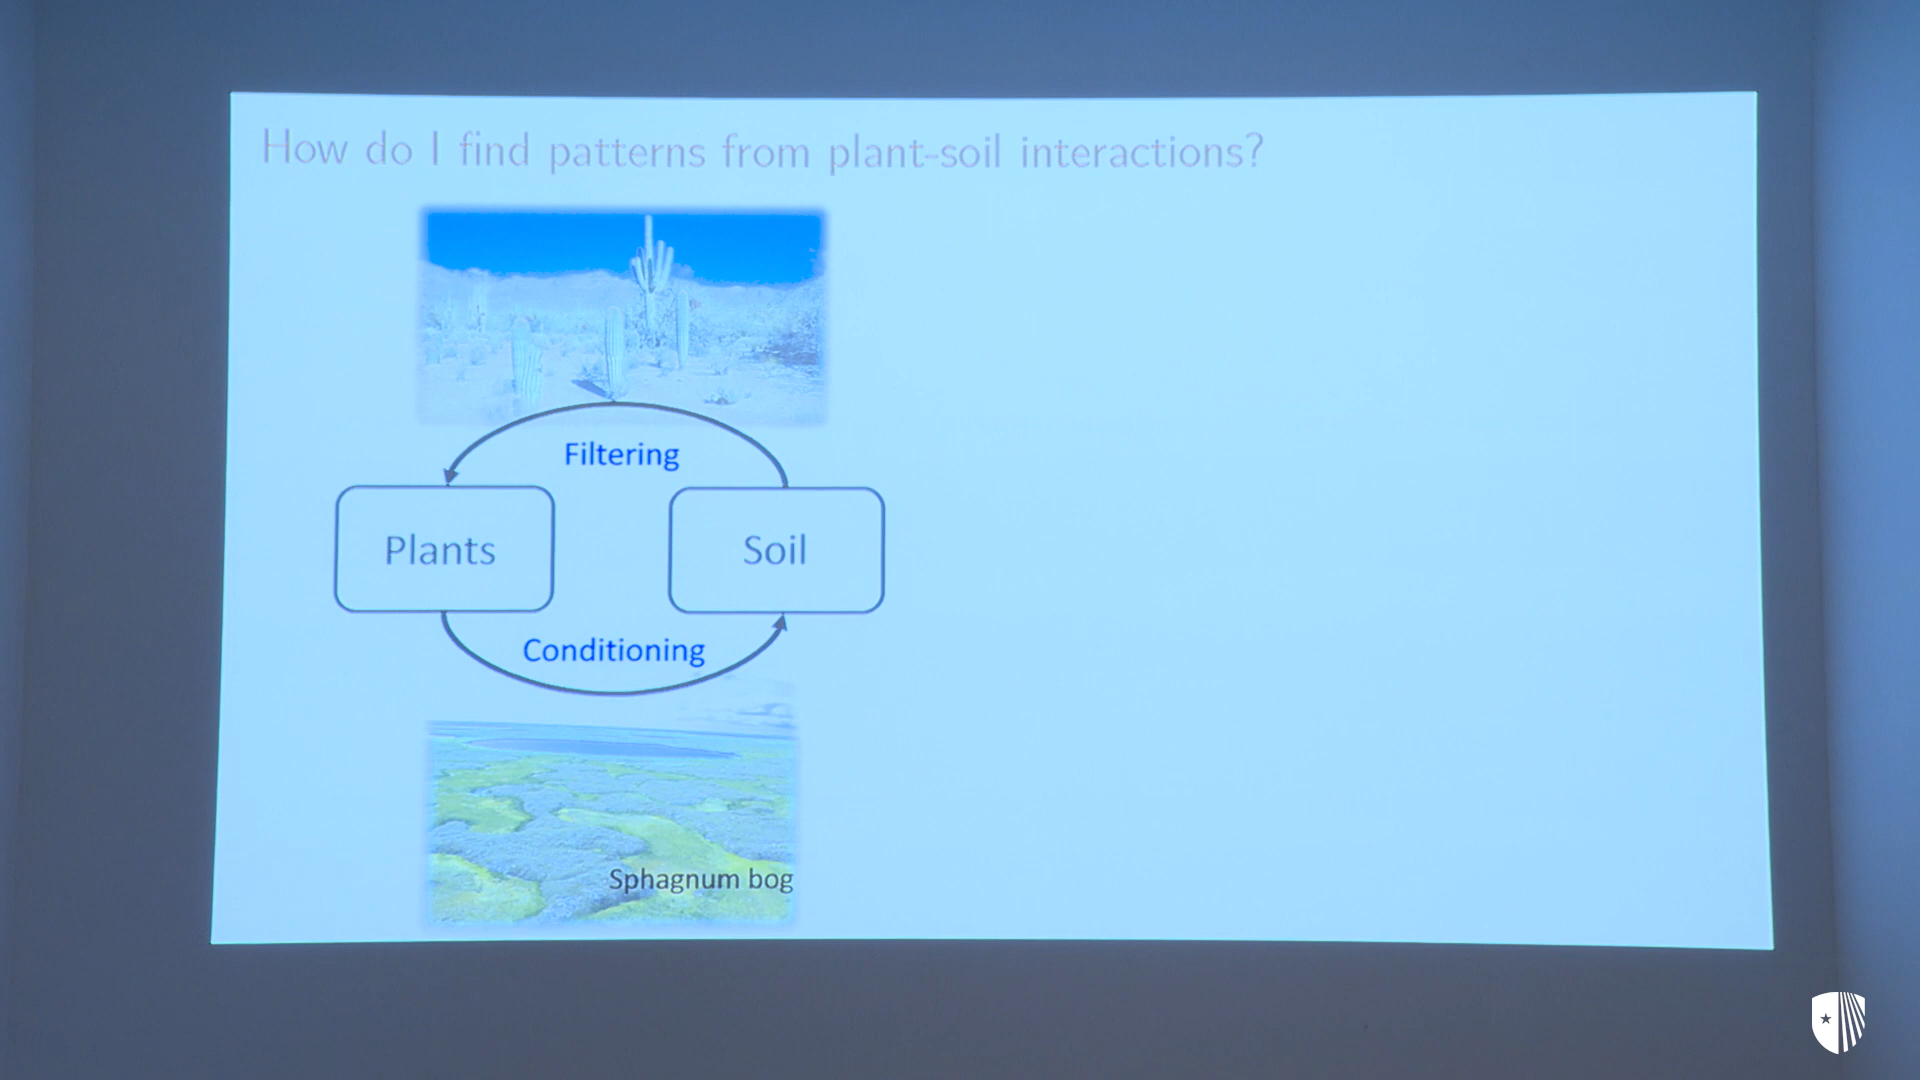 How do I find patterns from plant-soil interactions?
Filtering
Plants
Soil
Conditioning
Sphagnum bog